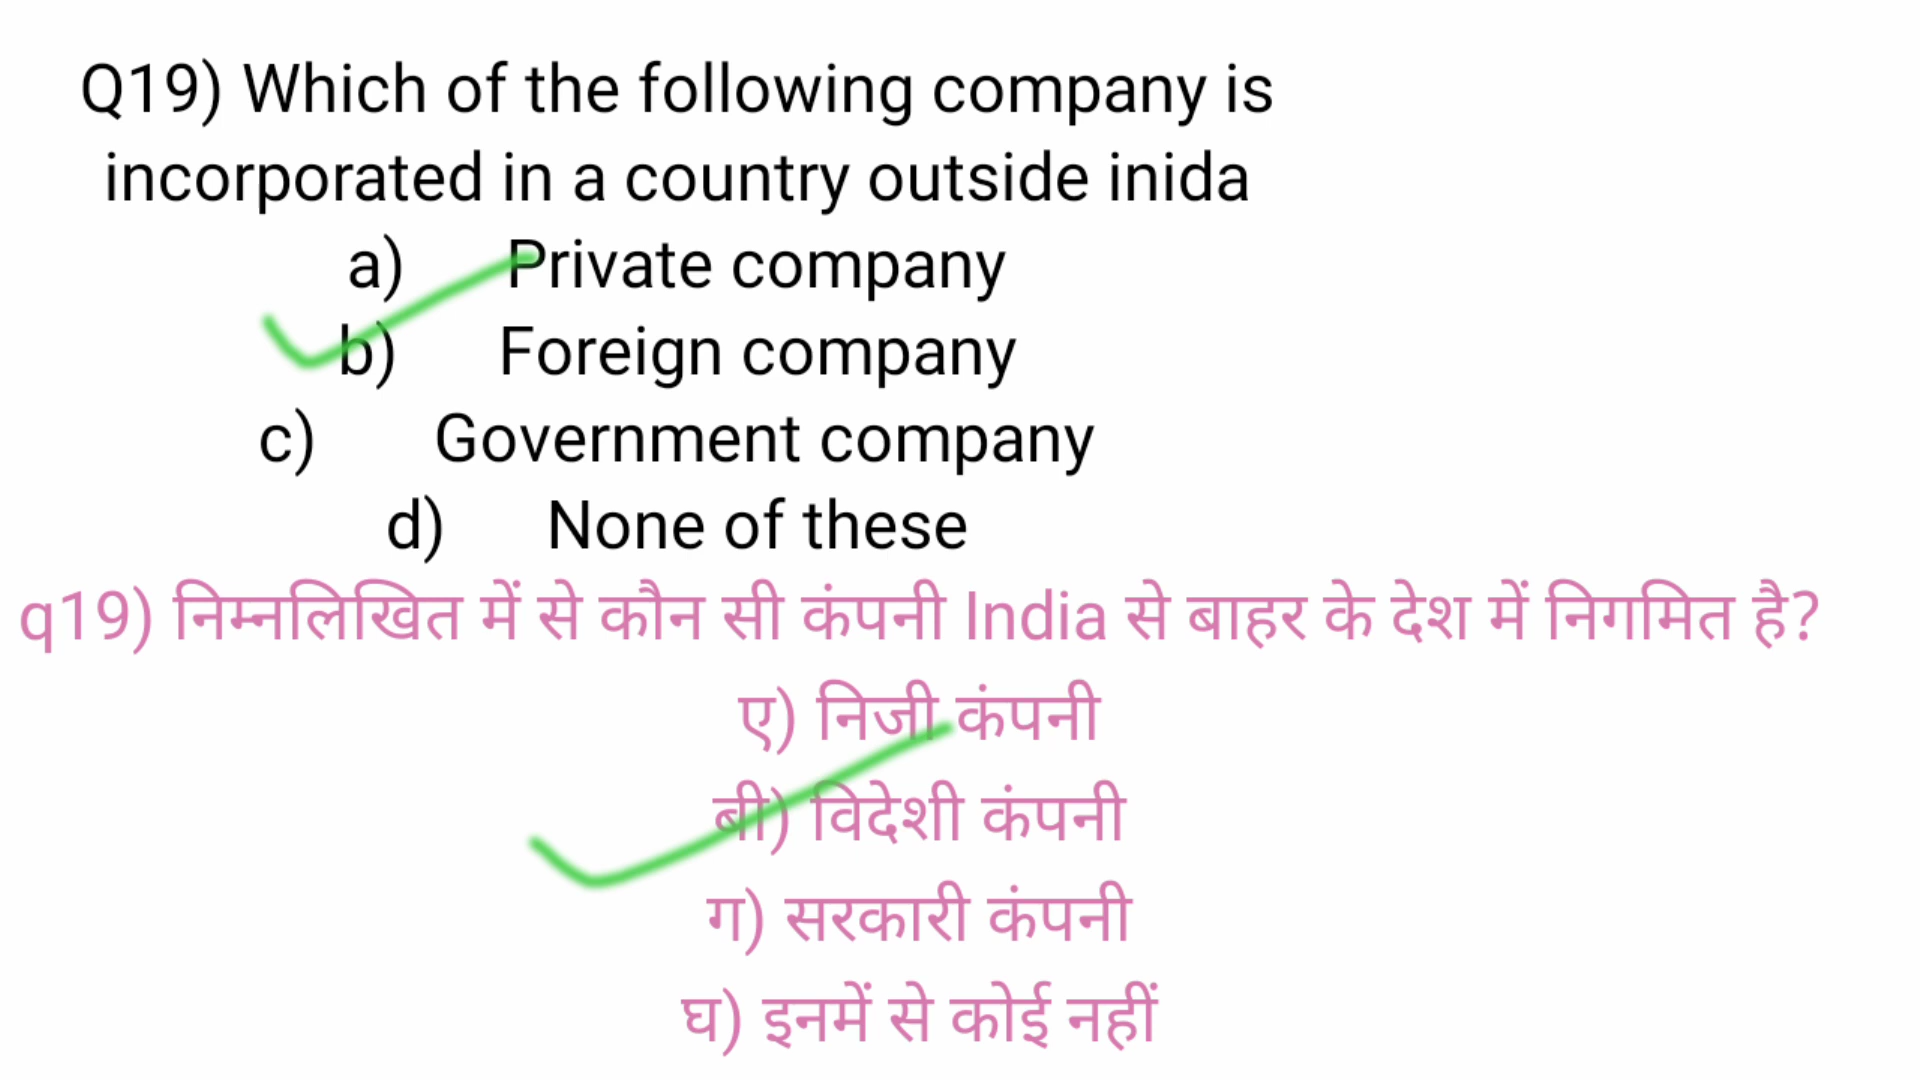 Q19) Which of the following company is
incorporated in a country outside inida
a) Private company
b) Foreign company
c) Government company
d) None of these
q19) निम्नलिखित में से कौन सी कंपनी India से बाहर के देश में निगमित है?
ए) निजी कंपनी
बी) विदेशी कंपनी
ग) सरकारी कंपनी
घ) इनमें से कोई नहीं